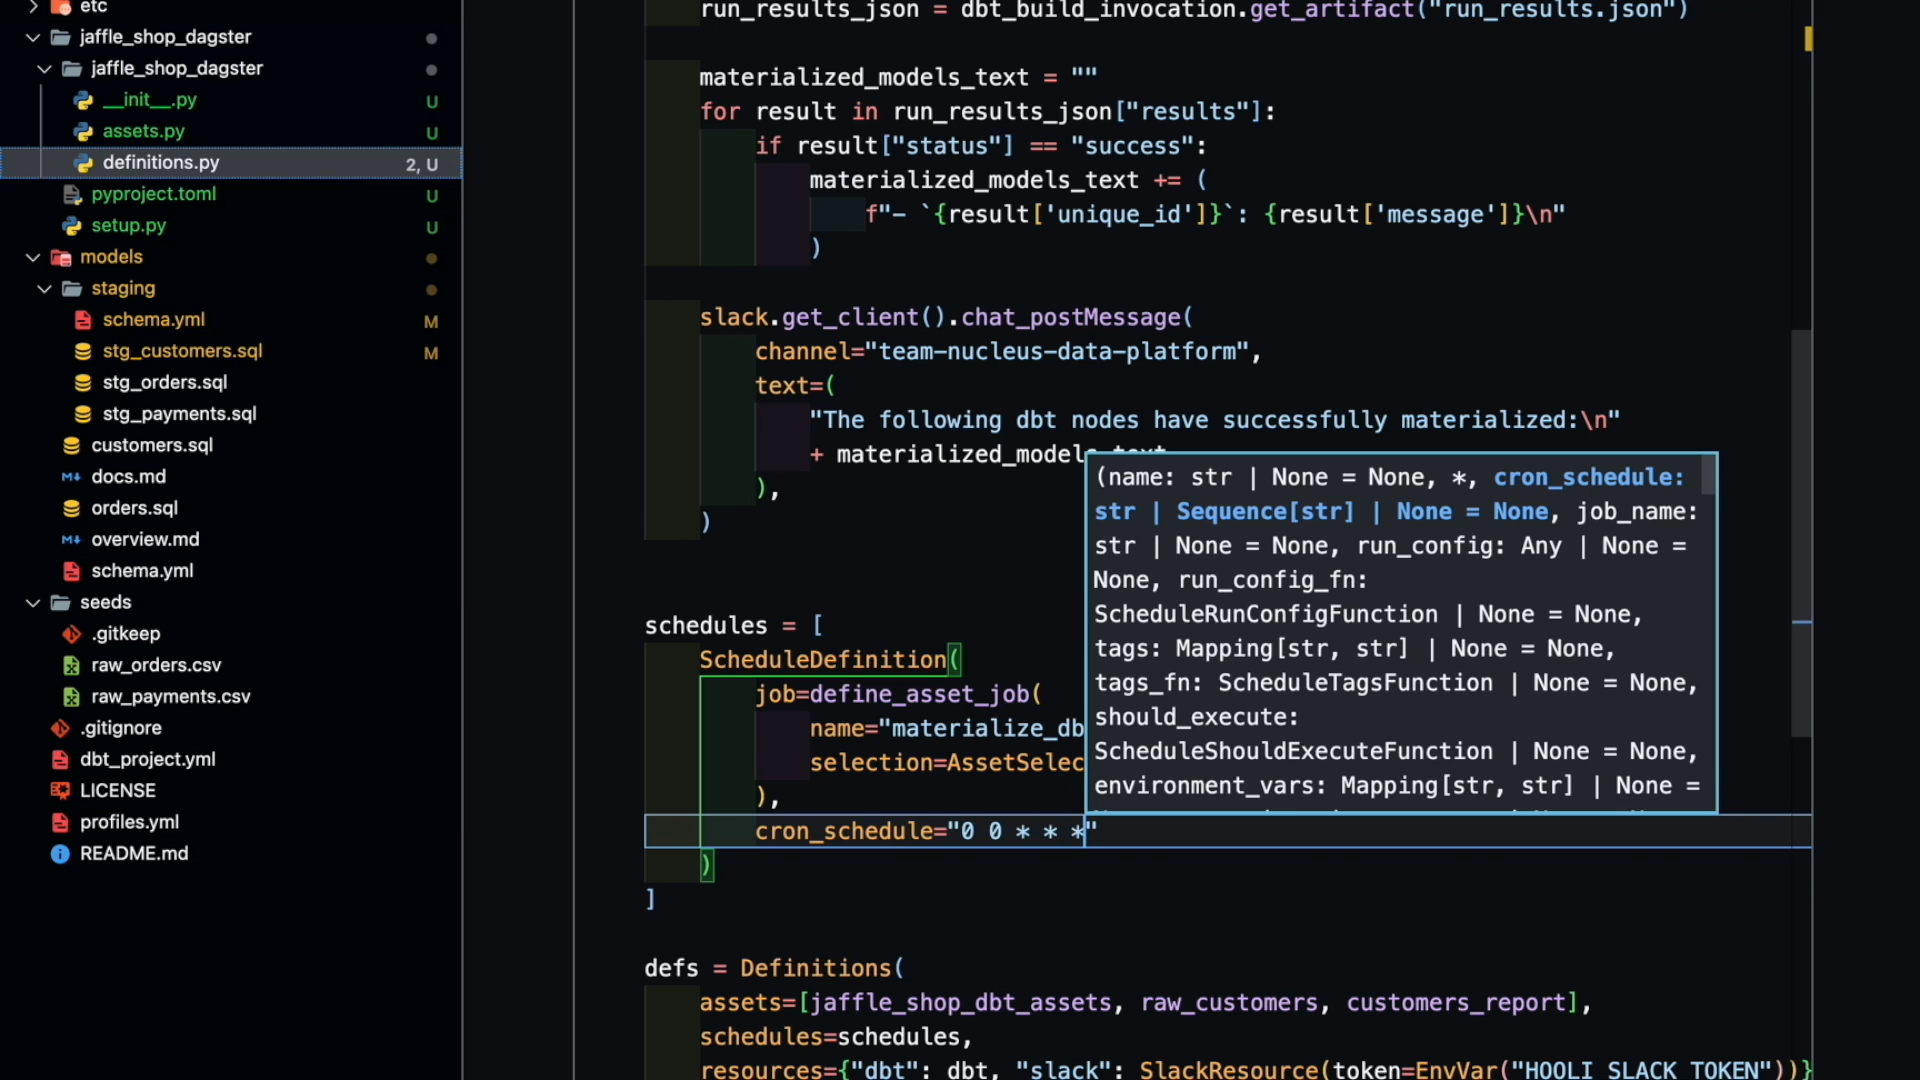 etc
jaffle_shop_dagster
jaffle_shop_dagster
__init__.py U
assets.py U
definitions.py 2, U
pyproject.toml U
setup.py U
models
staging
schema.yml M
stg_customers.sql M
stg_orders.sql
stg_payments.sql
customers.sql
docs.md
orders.sql
overview.md
schema.yml
seeds
.gitkeep
raw_orders.csv
raw_payments.csv
.gitignore
dbt_project.yml
LICENSE
profiles.yml
README.md
run_results_json = dbt_build_invocation.get_artifact("run_results.json")
materialized_models_text = ""
for result in run_results_json["results"]:
if result["status"] == "success":
materialized_models_text += (
f"- `{result['unique_id']}`: {result['message']}\n"
)
slack.get_client().chat_postMessage(
channel="team-nucleus-data-platform",
text=(
"The following dbt nodes have successfully materialized:\n"
+ materialized_models_text
),
)
schedules = [
ScheduleDefinition(
job=define_asset_job(
name="materialize_db
selection=AssetSelec
),
cron_schedule="0 0 * * *"
)
]
defs = Definitions(
assets=[jaffle_shop_dbt_assets, raw_customers, customers_report],
schedules=schedules,
resources={"dbt": dbt, "slack": SlackResource(token=EnvVar("HOOLI_SLACK_TOKEN"))}
(name: str | None = None, *, cron_schedule:
str | Sequence[str] | None = None, job_name:
str | None = None, run_config: Any | None =
None, run_config_fn:
ScheduleRunConfigFunction | None = None,
tags: Mapping[str, str] | None = None,
tags_fn: ScheduleTagsFunction | None = None,
should_execute:
ScheduleShouldExecuteFunction | None = None,
environment_vars: Mapping[str, str] | None =